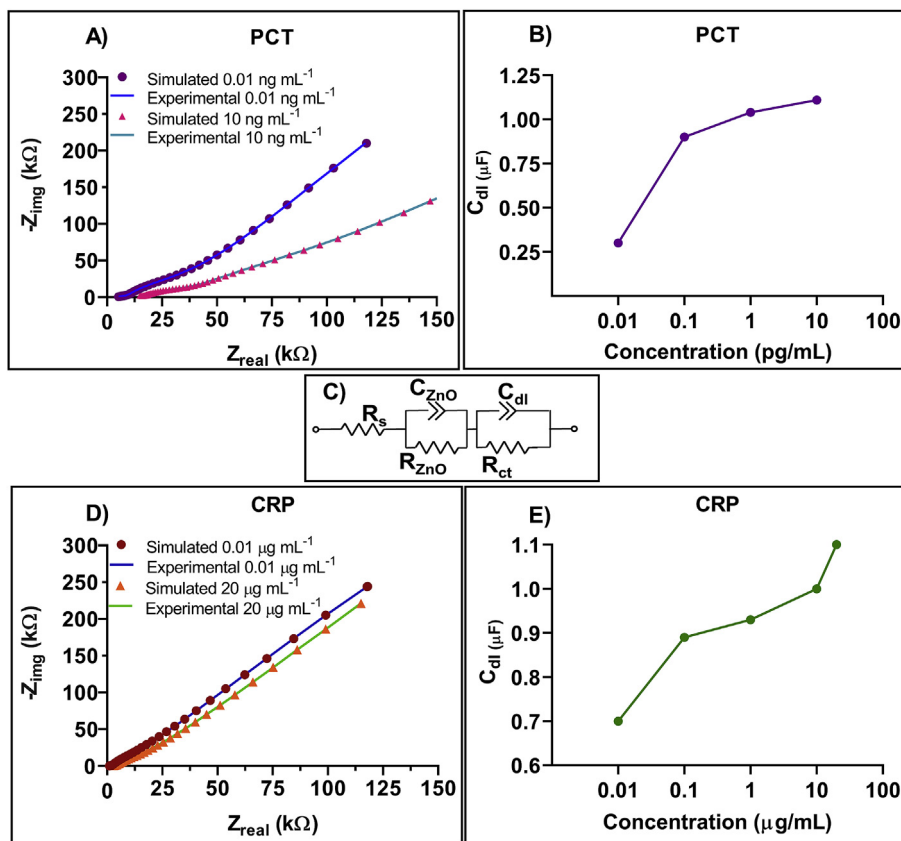 A)
PCT
Simulated 0.01 ng mL⁻¹
Experimental 0.01 ng mL⁻¹
Simulated 10 ng mL⁻¹
Experimental 10 ng mL⁻¹
300
250
200
150
100
50
0
-Zimg (kΩ)
0 25 50 75 100 125 150
Zreal (kΩ)
B)
PCT
1.25
1.00
0.75
0.50
0.25
Cdl (µF)
0.01 0.1 1 10 100
Concentration (pg/mL)
C)
CZnO
Cdl
Rs
RZnO
Rct
D)
CRP
Simulated 0.01 µg mL⁻¹
Experimental 0.01 µg mL⁻¹
Simulated 20 µg mL⁻¹
Experimental 20 µg mL⁻¹
300
250
200
150
100
50
0
-Zimg (kΩ)
0 25 50 75 100 125 150
Zreal (kΩ)
E)
CRP
1.1
1.0
0.9
0.8
0.7
0.6
Cdl (µF)
0.01 0.1 1 10 100
Concentration (µg/mL)